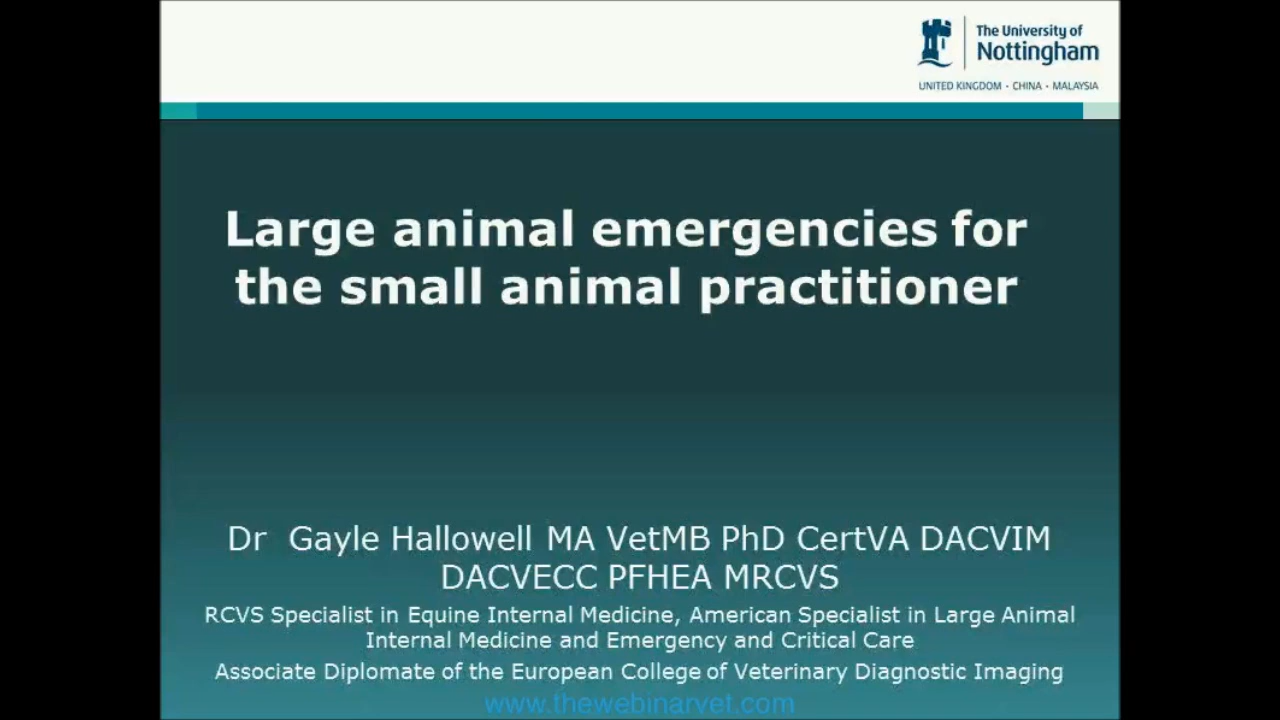 The University of
Nottingham
UNITED KINGDOM · CHINA · MALAYSIA
Large animal emergencies for
the small animal practitioner
Dr Gayle Hallowell MA VetMB PhD CertVA DACVIM
DACVECC PFHEA MRCVS
RCVS Specialist in Equine Internal Medicine, American Specialist in Large Animal
Internal Medicine and Emergency and Critical Care
Associate Diplomate of the European College of Veterinary Diagnostic Imaging
www.thewebinarvet.com